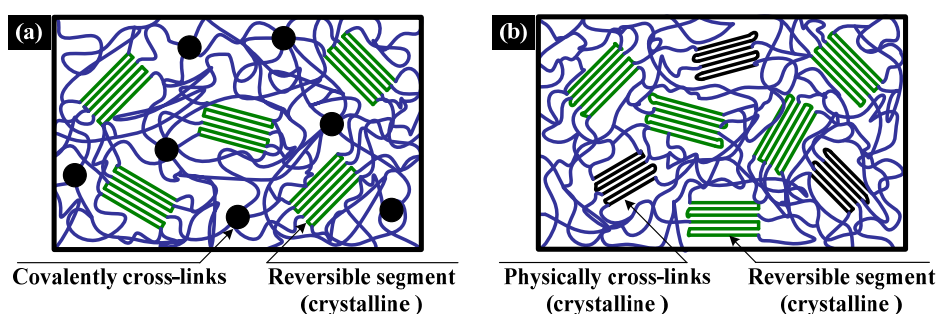 (a)
(b)
Covalently cross-links
Reversible segment
(crystalline )
Physically cross-links
(crystalline )
Reversible segment
(crystalline )